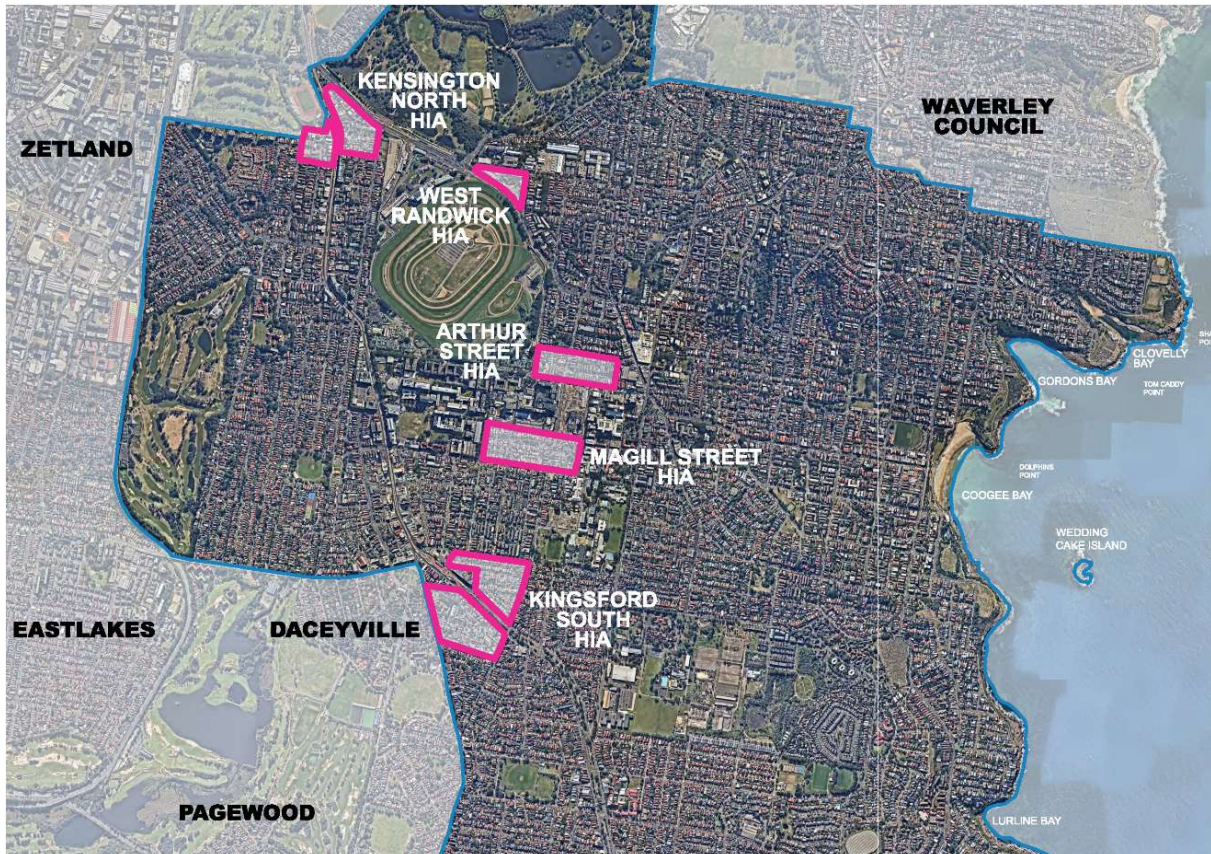 KENSINGTON
NORTH
HIA
WAVERLEY
COUNCIL
ZETLAND
WEST
RANDWICK
HIA
ARTHUR
STREET
HIA
CLOVELLY
BAY
GORDONS BAY
TOM CADDY
POINT
MAGILL STREET
HIA
DOLPHINS
POINT
COOGEE BAY
WEDDING
CAKE ISLAND
KINGSFORD
SOUTH
HIA
EASTLAKES
DACEYVILLE
PAGEWOOD
LURLINE BAY